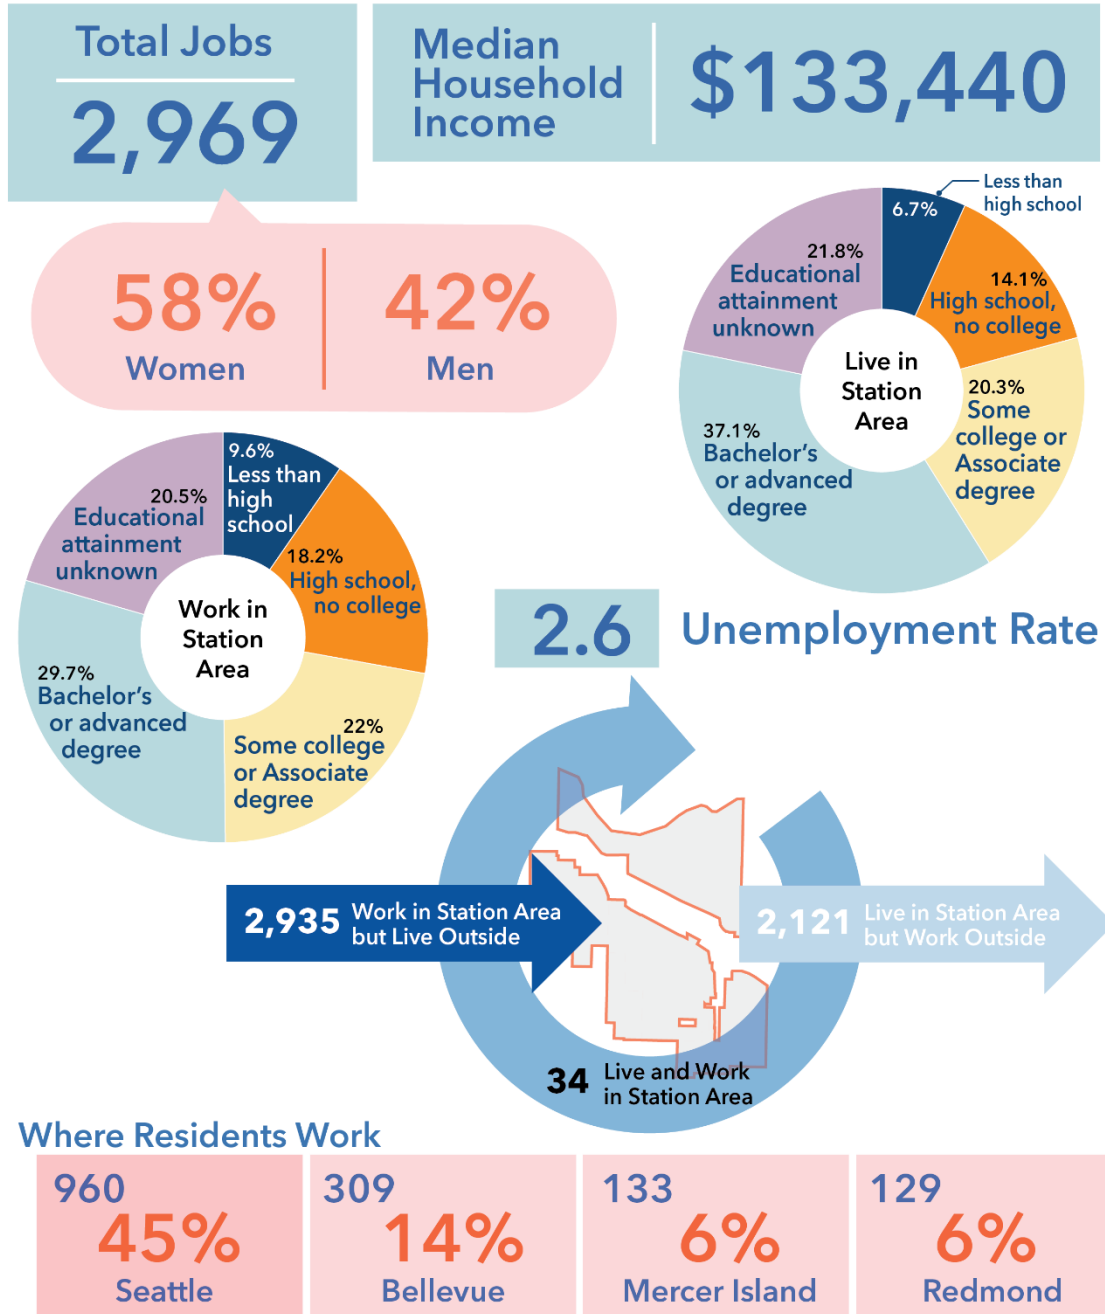 Total Jobs
2,969
Median
Household
Income
$133,440
58%
Women
42%
Men
Less than
high school
6.7%
14.1%
High school,
no college
20.3%
Some
college or
Associate
degree
37.1%
Bachelor's
or advanced
degree
21.8%
Educational
attainment
unknown
Live in
Station
Area
9.6%
Less than
high
school
18.2%
High school,
no college
22%
Some college
or Associate
degree
29.7%
Bachelor's
or advanced
degree
20.5%
Educational
attainment
unknown
Work in
Station
Area
2.6
Unemployment Rate
2,935
Work in Station Area
but Live Outside
2,121
Live in Station Area
but Work Outside
34
Live and Work
in Station Area
Where Residents Work
960
45%
Seattle
309
14%
Bellevue
133
6%
Mercer Island
129
6%
Redmond